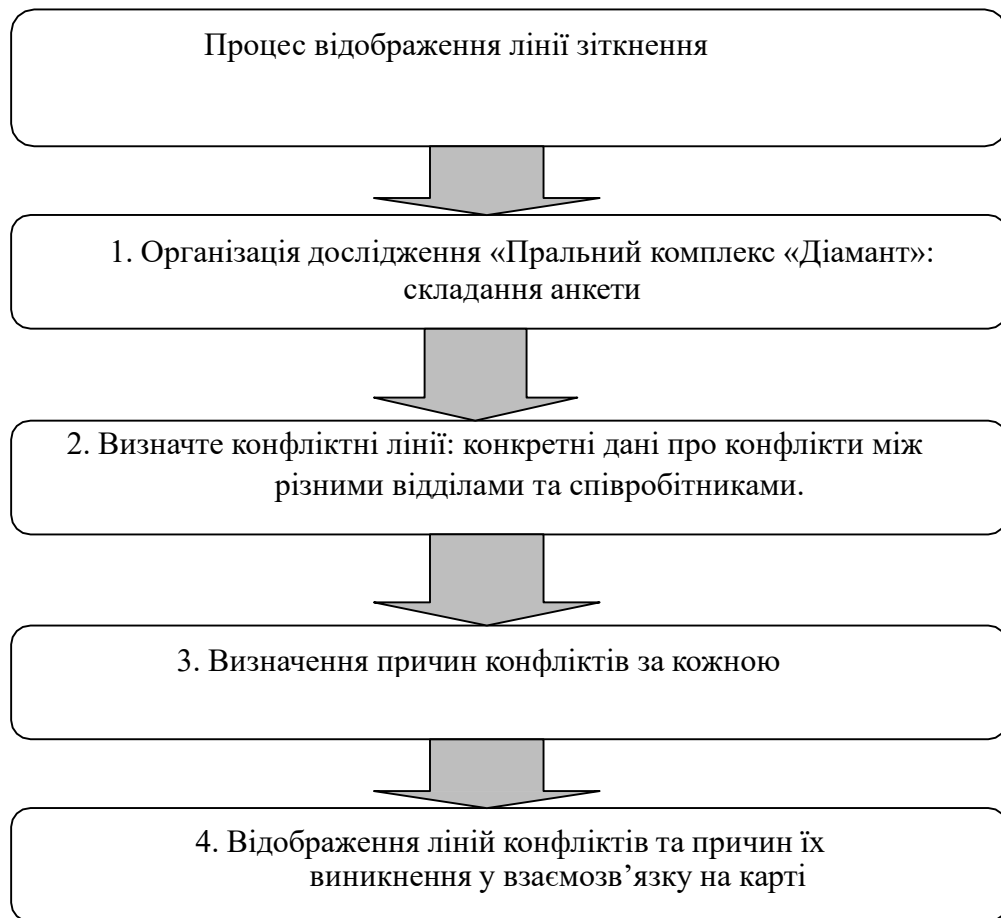 Процес відображення лінії зіткнення
1. Організація дослідження «Пральний комплекс «Діамант»:
складання анкети
2. Визначте конфліктні лінії: конкретні дані про конфлікти між
різними відділами та співробітниками.
3. Визначення причин конфліктів за кожною
4. Відображення ліній конфліктів та причин їх
виникнення у взаємозв’язку на карті